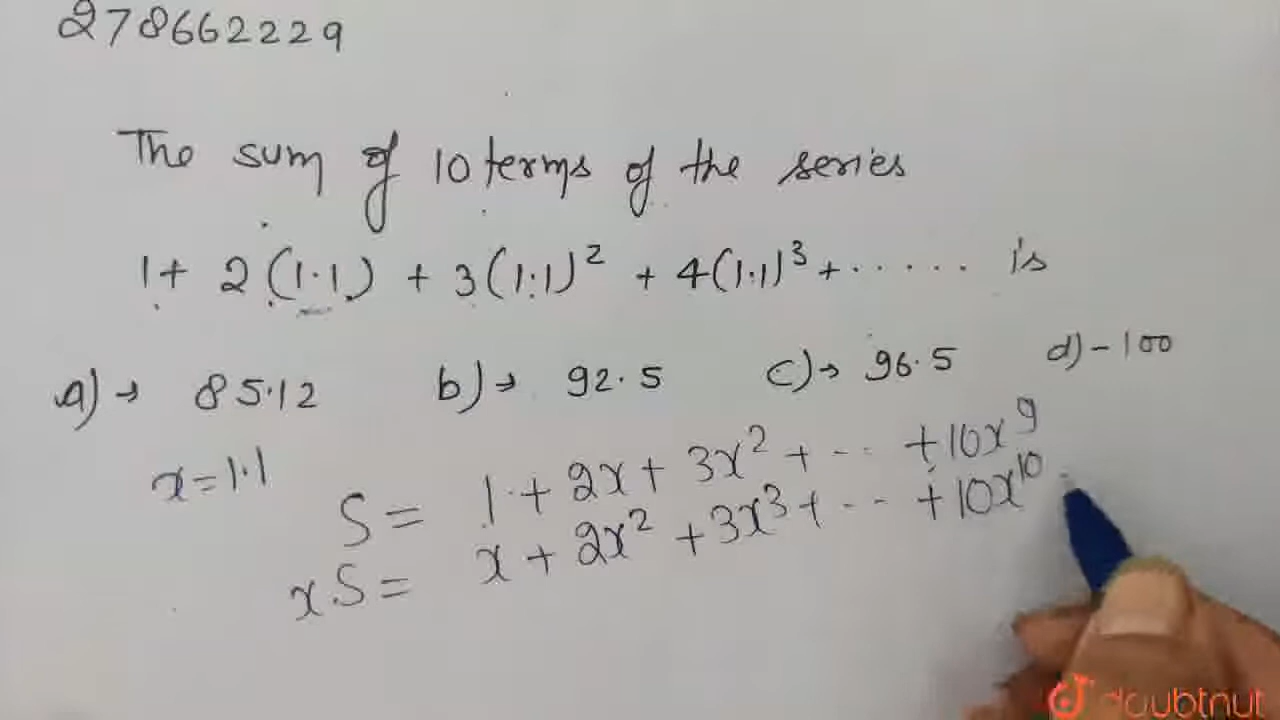 278662229
The sum of 10 terms of the series
1 + 2(1·1) + 3(1·1)² + 4(1·1)³ + ...... is
a)→ 85·12 b)→ 92·5 c)→ 96·5 d)- 100
x = 1·1
S = 1 + 2x + 3x² + ... + 10x⁹
x.S = x + 2x² + 3x³ + ... + 10x¹⁰
doubtnut